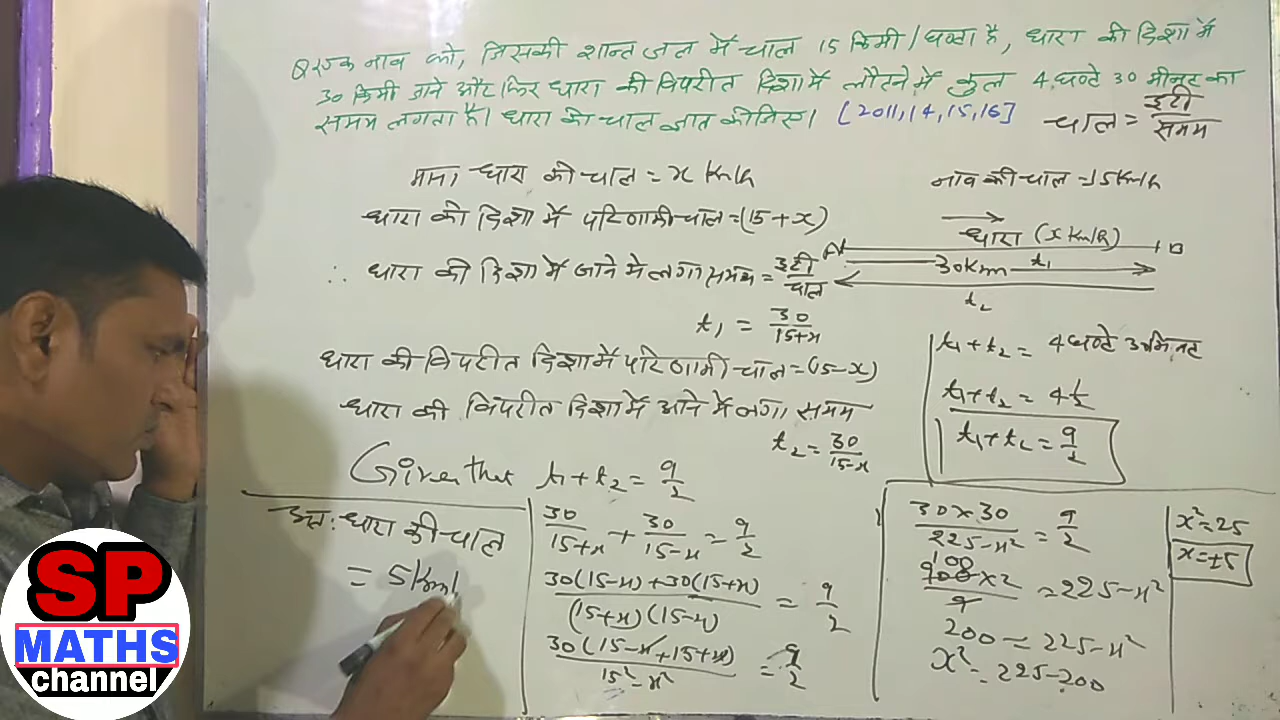 एक नाव को, जिसकी शान्त जल में चाल 15 किमी/घण्टा है, धारा की दिशा में
30 किमी जाने और फिर धारा की विपरीत दिशा में लौटने में कुल 4 घण्टे 30 मीनट का
समय लगता है। धारा की चाल ज्ञात कीजिए। [2011,14,15,16]
चाल = दूरी/समय
माना धारा की चाल = x Km/h
धारा की दिशा में परिणामी चाल = (15+x)
∴ धारा की दिशा में जाने मे लगा समय = दूरी/चाल
t₁ = 30/15+x
धारा की विपरीत दिशा में परिणामी चाल = (15-x)
धारा की विपरीत दिशा में आने में लगा समय
t₂ = 30/15-x
Given that t₁+t₂ = 9/2
नाव की चाल = 15Km/h
धारा (x Km/h)
A B
30Km t₁
t₂
t₁+t₂ = 4 घण्टे 30 मिनट
t₁+t₂ = 4 1/2
t₁+t₂ = 9/2
अतः धारा की चाल
= 5 Km/
30/15+x + 30/15-x = 9/2
30(15-x)+30(15+x)/(15+x)(15-x) = 9/2
30(15-x+15+x)/15²-x² = 9/2
30×30/225-x² = 9/2
100
900×2/9 = 225-x²
200 = 225-x²
x² = 225-200
x²=25
x=±5
SP
MATHS
channel